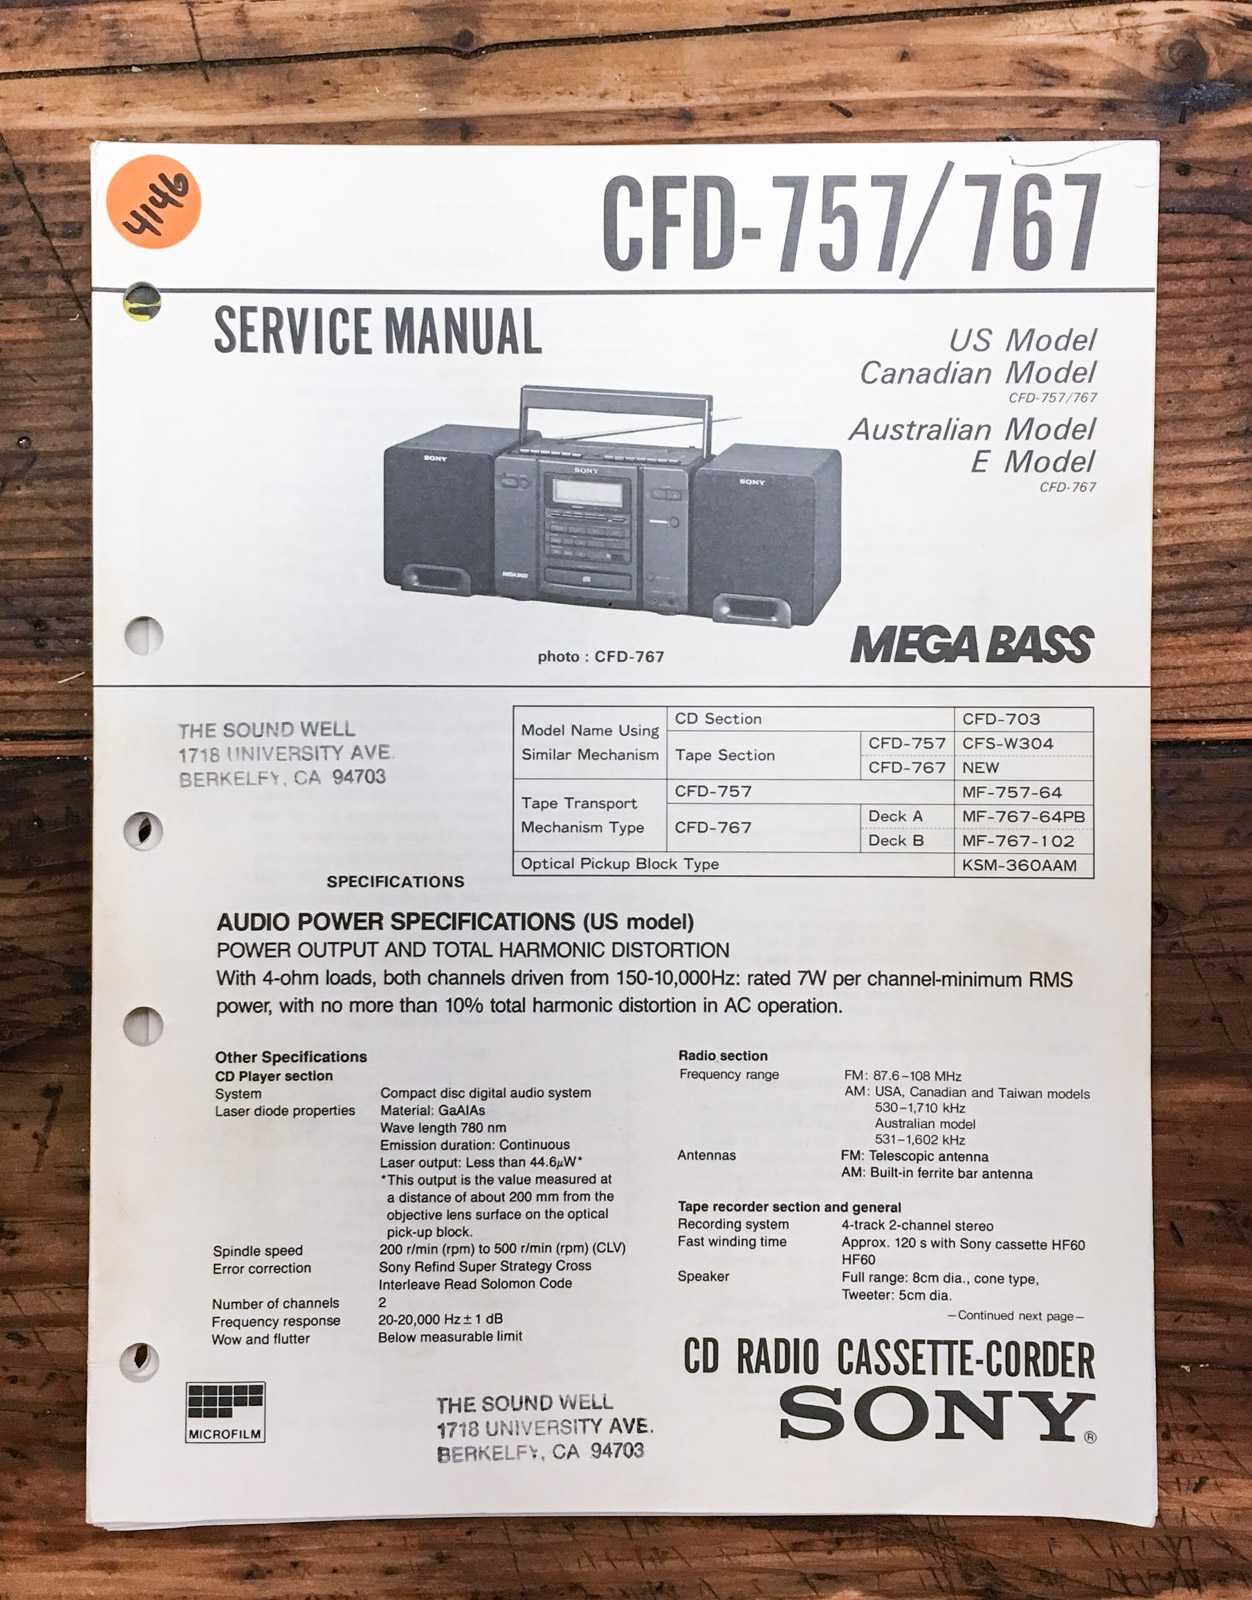 4146
CFD-757/767
SERVICE MANUAL
US Model
Canadian Model
CFD-757/767
Australian Model
E Model
CFD-767
SONY
SONY
SONY
MEGA BASS
photo : CFD-767
MEGA BASS
THE SOUND WELL
1718 UNIVERSITY AVE.
BERKELEY, CA 94703
Model Name Using Similar Mechanism
CD Section
CFD-703
Tape Section
CFD-757
CFS-W304
CFD-767
NEW
Tape Transport Mechanism Type
CFD-757
MF-757-64
CFD-767
Deck A
MF-767-64PB
Deck B
MF-767-102
Optical Pickup Block Type
KSM-360AAM
SPECIFICATIONS
AUDIO POWER SPECIFICATIONS (US model)
POWER OUTPUT AND TOTAL HARMONIC DISTORTION
With 4-ohm loads, both channels driven from 150-10,000Hz: rated 7W per channel-minimum RMS
power, with no more than 10% total harmonic distortion in AC operation.
Other Specifications
CD Player section
System Compact disc digital audio system
Laser diode properties Material: GaAlAs
Wave length 780 nm
Emission duration: Continuous
Laser output: Less than 44.6μW*
*This output is the value measured at
a distance of about 200 mm from the
objective lens surface on the optical
pick-up block.
Spindle speed 200 r/min (rpm) to 500 r/min (rpm) (CLV)
Error correction Sony Refind Super Strategy Cross
Interleave Read Solomon Code
Number of channels 2
Frequency response 20-20,000 Hz ± 1 dB
Wow and flutter Below measurable limit
Radio section
Frequency range FM: 87.6–108 MHz
AM: USA, Canadian and Taiwan models
530–1,710 kHz
Australian model
531–1,602 kHz
Antennas FM: Telescopic antenna
AM: Built-in ferrite bar antenna
Tape recorder section and general
Recording system 4-track 2-channel stereo
Fast winding time Approx. 120 s with Sony cassette HF60
HF60
Speaker Full range: 8cm dia., cone type,
Tweeter: 5cm dia.
—Continued next page—
CD RADIO CASSETTE-CORDER
SONY®
MICROFILM
THE SOUND WELL
1718 UNIVERSITY AVE.
BERKELEY, CA 94703